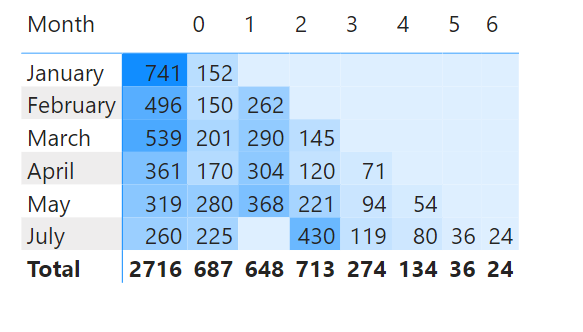 Month 0 1 2 3 4 5 6
January 741 152
February 496 150 262
March 539 201 290 145
April 361 170 304 120 71
May 319 280 368 221 94 54
July 260 225 430 119 80 36 24
Total 2716 687 648 713 274 134 36 24